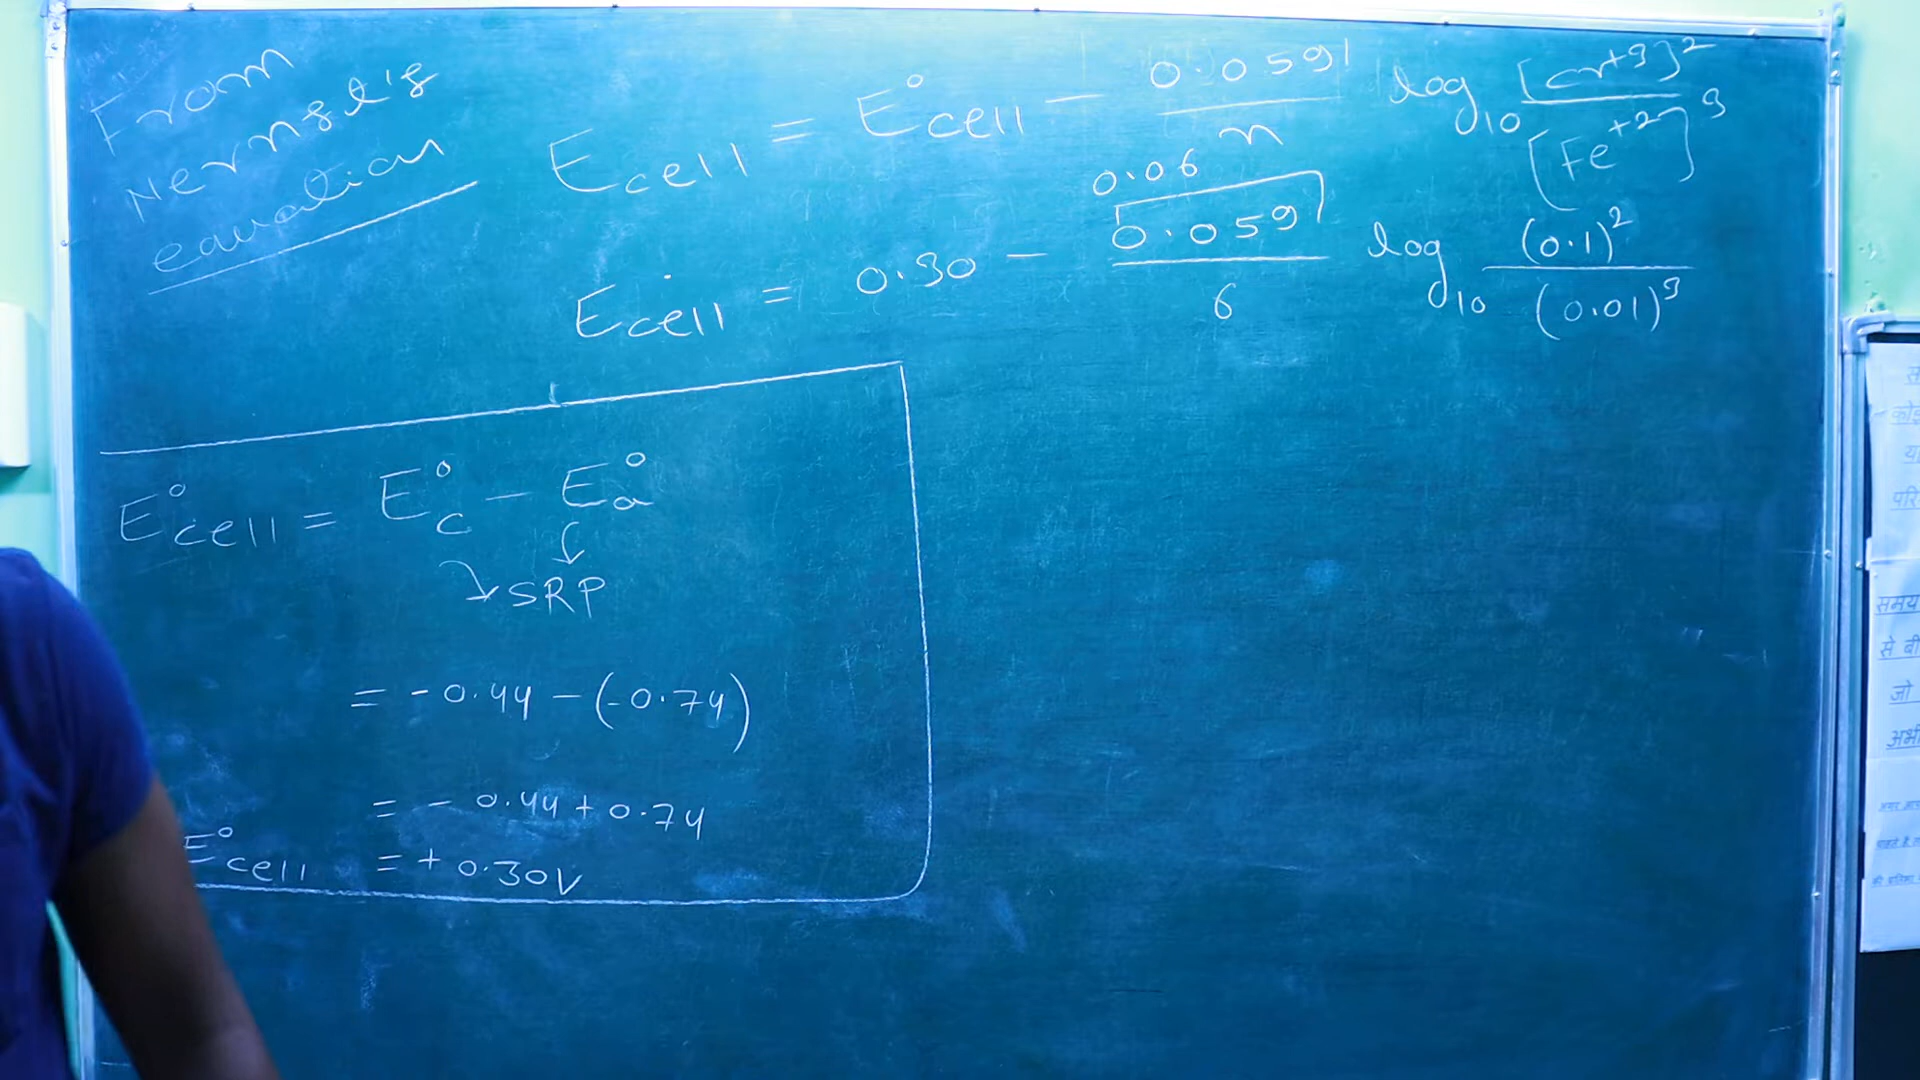 From
Nernst's
equation
Ecell = E°cell - 0.0591/n log10 [Cr+3]2/[Fe+2]3
0.06
Ecell = 0.30 - 0.0591/6 log10 (0.1)2/(0.01)3
E°cell = E°c - E°a
SRP
= -0.44 - (-0.74)
= - 0.44 + 0.74
E°cell = + 0.30V
समय
से बी
जो
अभी